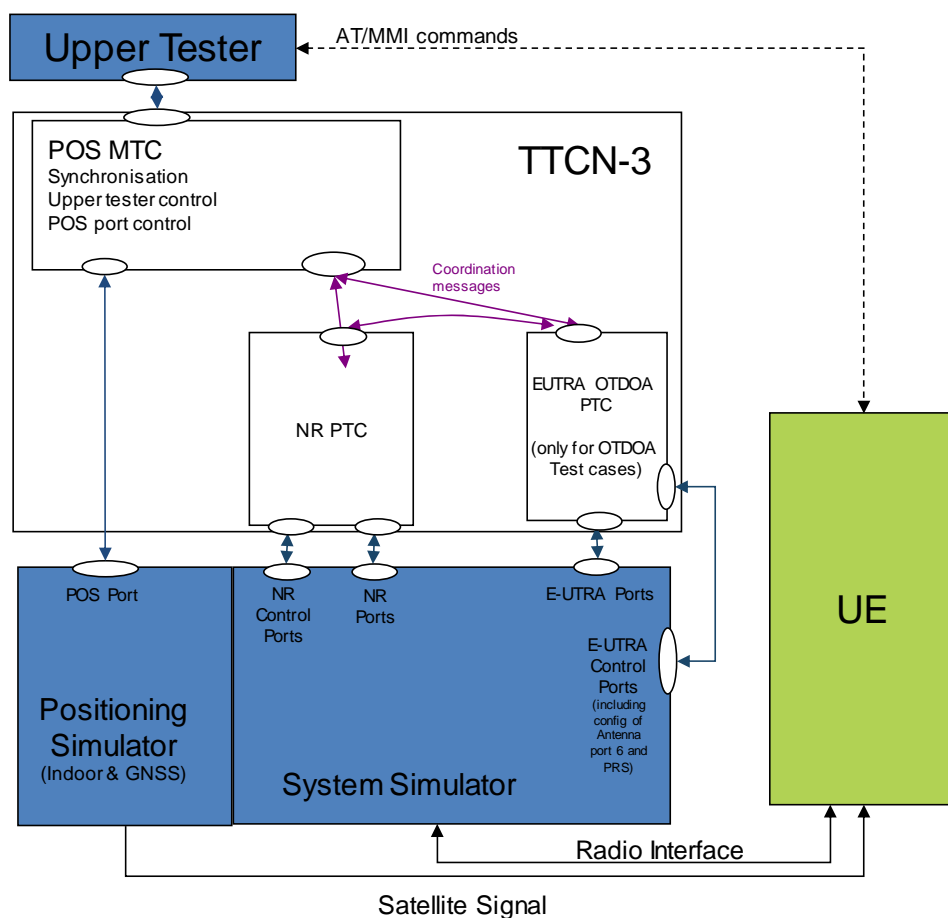 Upper Tester
AT/MMI commands
POS MTC
Synchronisation
Upper tester control
POS port control
TTCN-3
Coordination
messages
NR PTC
EUTRA OTDOA
PTC
(only for OTDOA
Test cases)
POS Port
NR
Control
Ports
NR
Ports
E-UTRA Ports
E-UTRA
Control
Ports
(including
config of
Antenna
port 6 and
PRS)
Positioning
Simulator
(Indoor & GNSS)
System Simulator
UE
Radio Interface
Satellite Signal